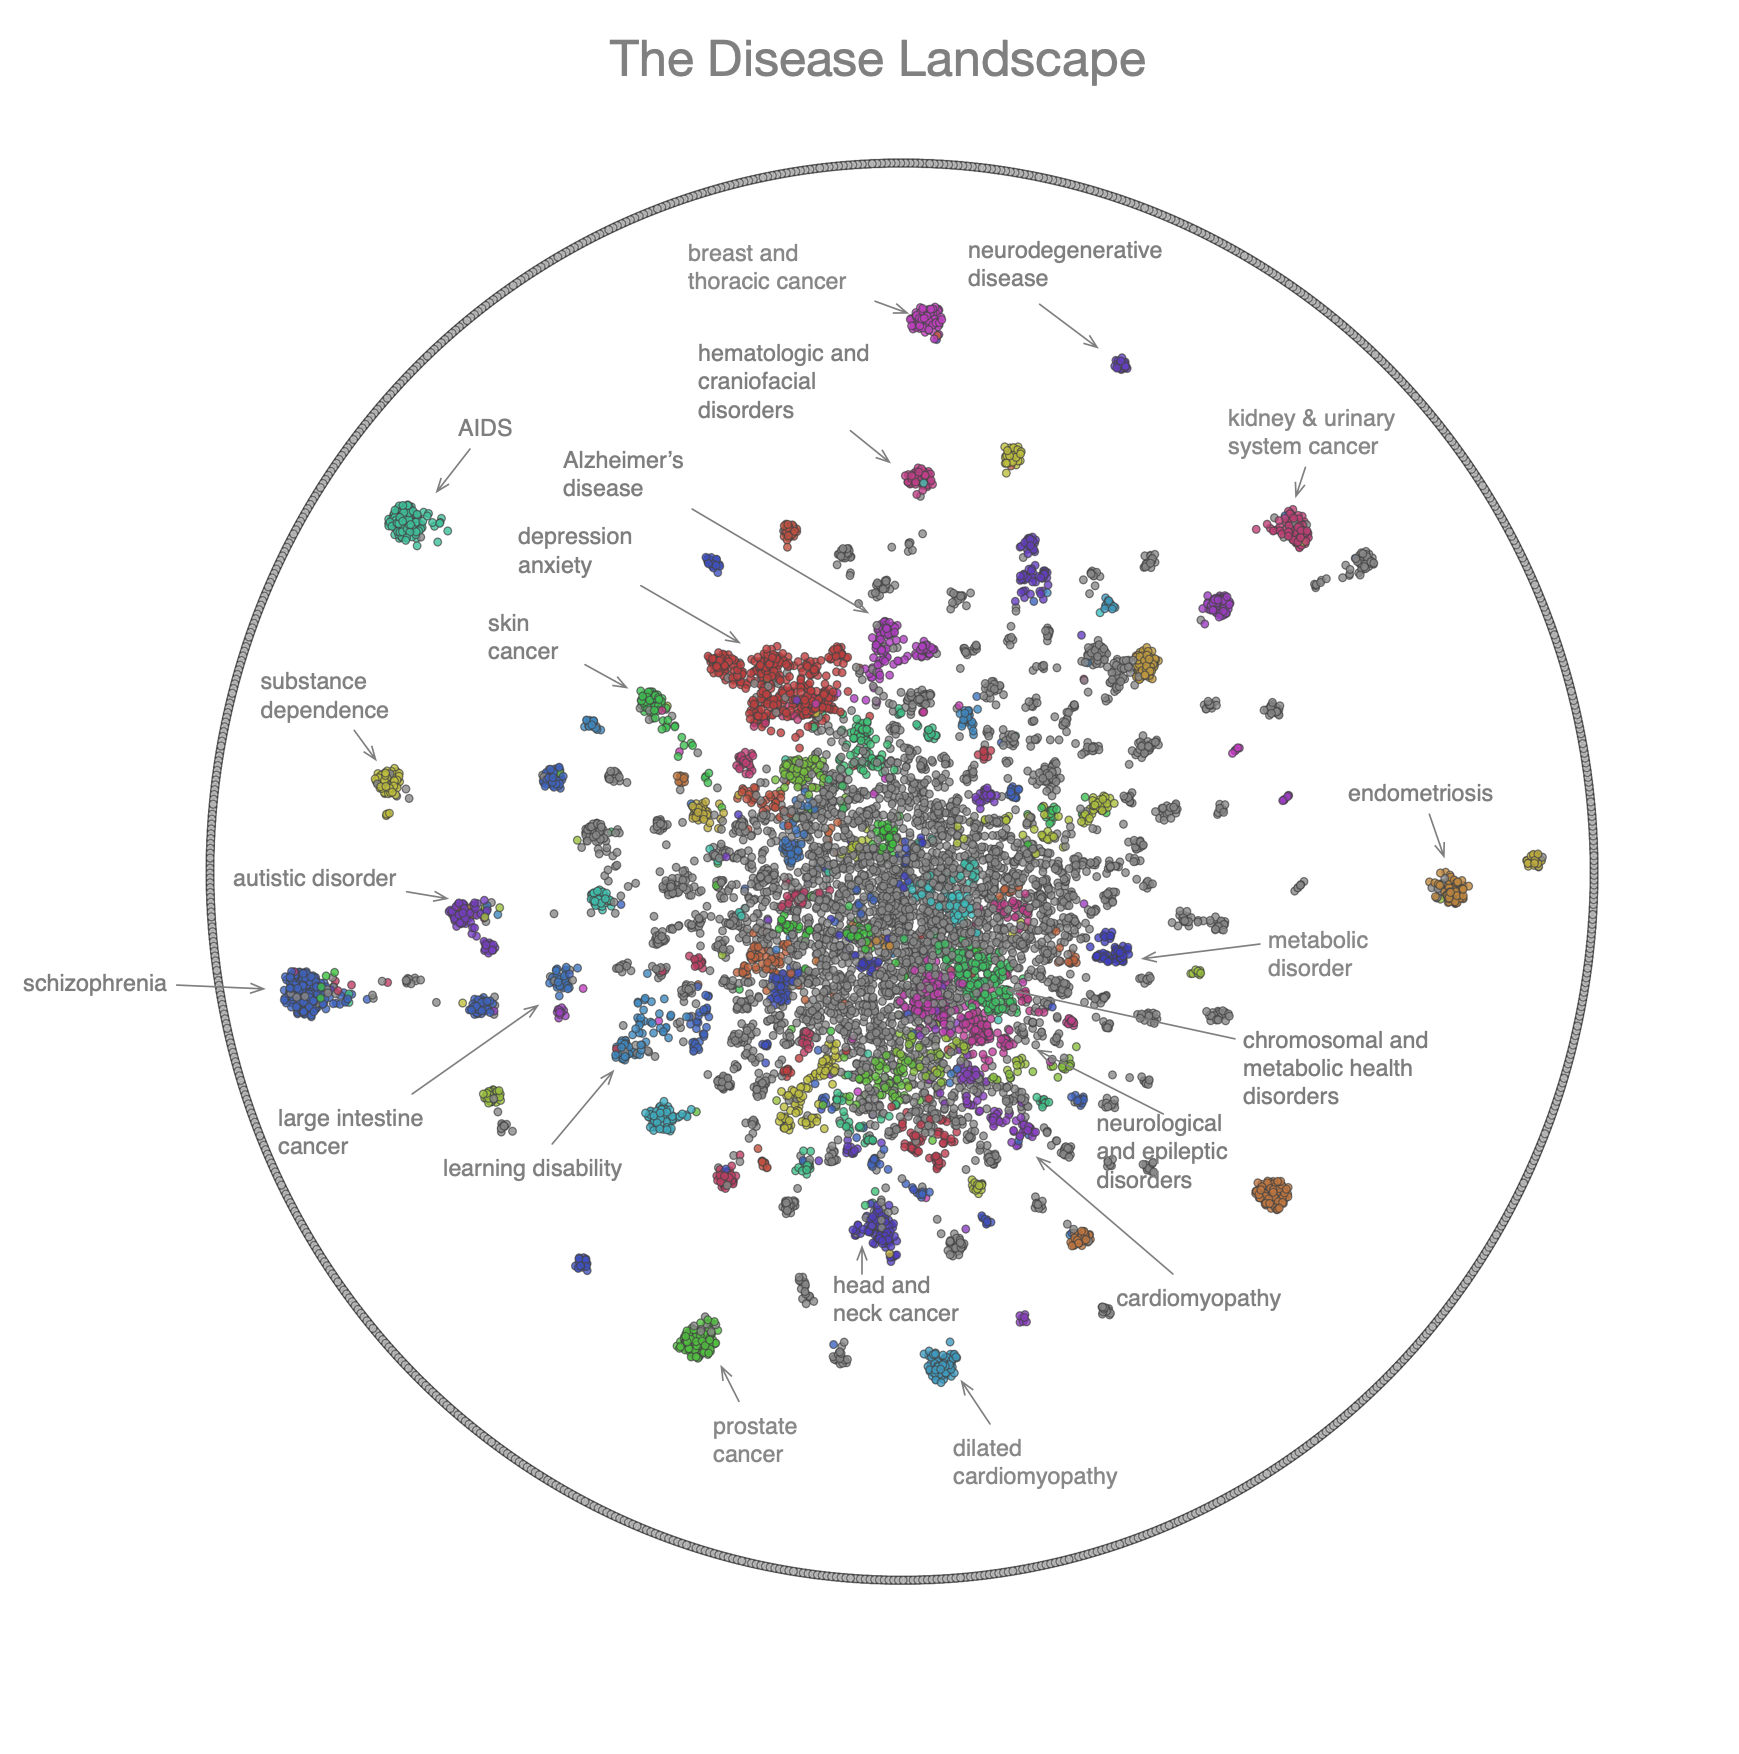 The Disease Landscape
breast and
thoracic cancer
neurodegenerative
disease
hematologic and
craniofacial
disorders
AIDS
kidney & urinary
system cancer
Alzheimer’s
disease
depression
anxiety
skin
cancer
substance
dependence
endometriosis
autistic disorder
metabolic
disorder
schizophrenia
chromosomal and
metabolic health
disorders
large intestine
cancer
learning disability
neurological
and epileptic
disorders
head and
neck cancer
cardiomyopathy
prostate
cancer
dilated
cardiomyopathy